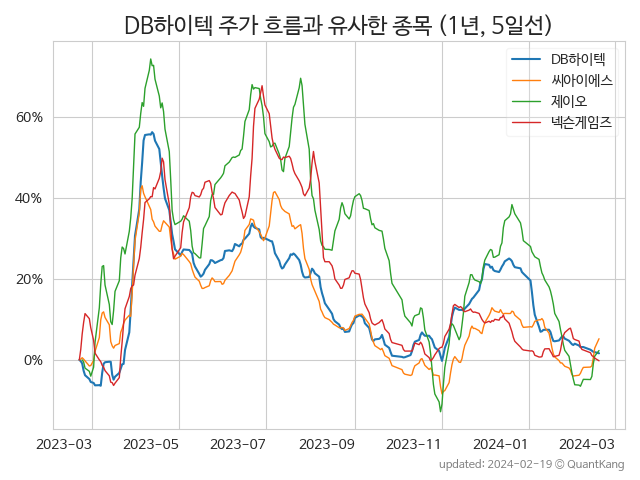 DB하이텍 주가 흐름과 유사한 종목 (1년, 5일선)
DB하이텍
씨아이에스
제이오
넥슨게임즈
60%
40%
20%
0%
2023-03 2023-05 2023-07 2023-09 2023-11 2024-01 2024-03
updated: 2024-02-19 © QuantKang